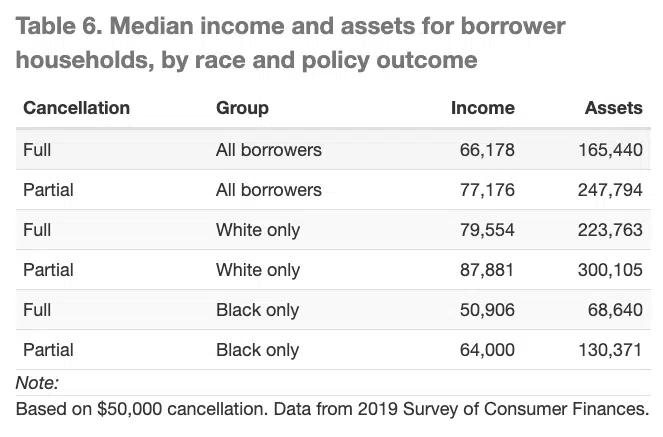 Table 6. Median income and assets for borrower
households, by race and policy outcome
Cancellation Group Income Assets
Full All borrowers 66,178 165,440
Partial All borrowers 77,176 247,794
Full White only 79,554 223,763
Partial White only 87,881 300,105
Full Black only 50,906 68,640
Partial Black only 64,000 130,371
Note:
Based on $50,000 cancellation. Data from 2019 Survey of Consumer Finances.